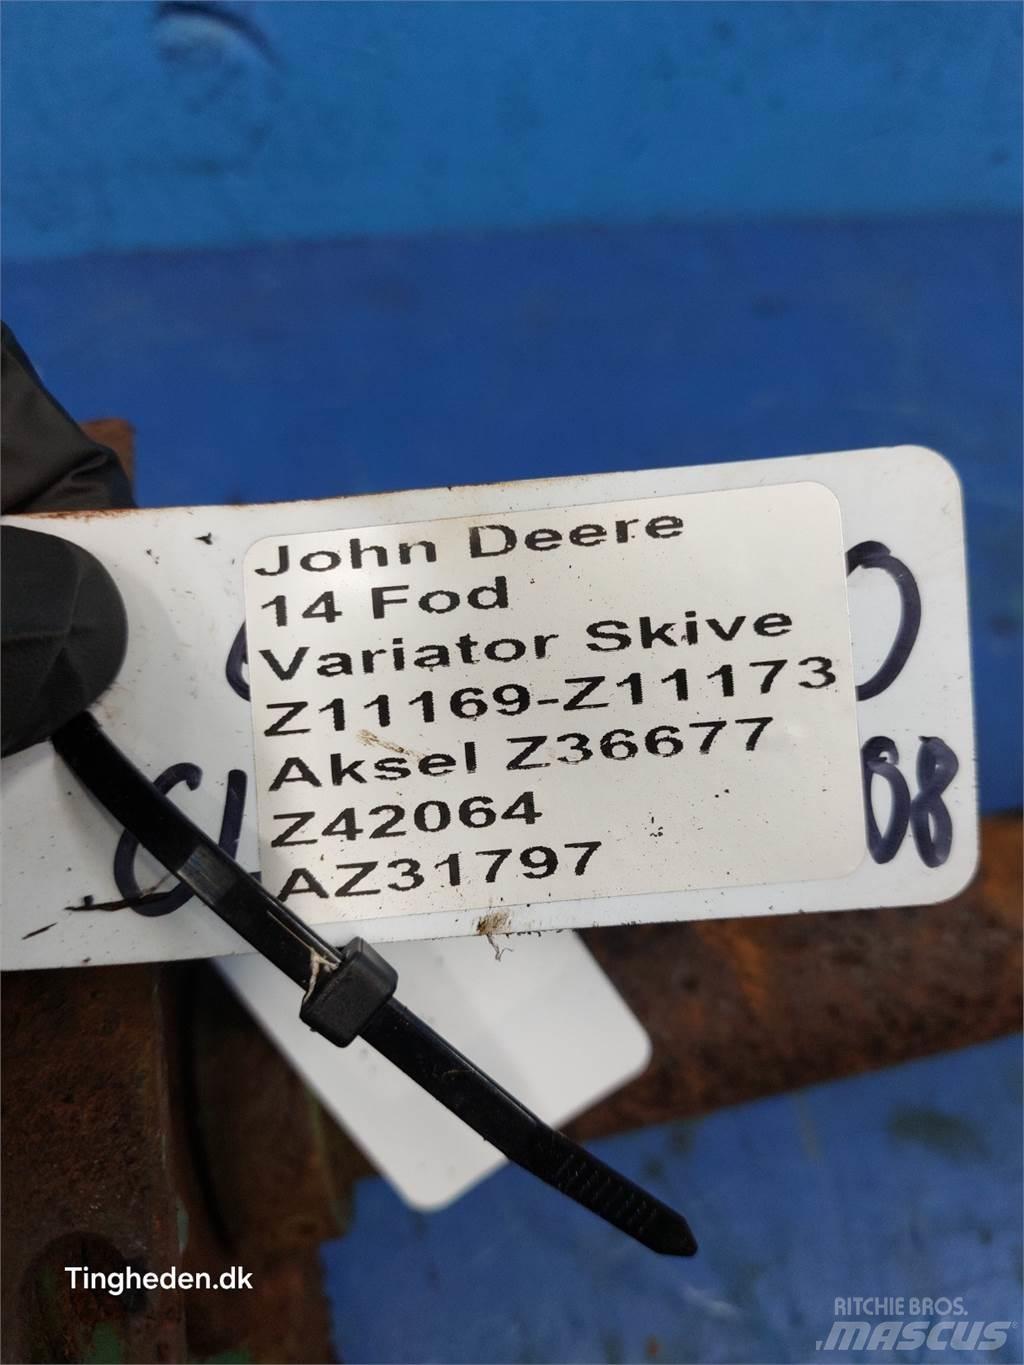 John Deere
14 Fod
Variator Skive
Z11169-Z11173
Aksel Z36677
Z42064
AZ31797
08
Tingheden.dk
RITCHIE BROS.
MASCUS